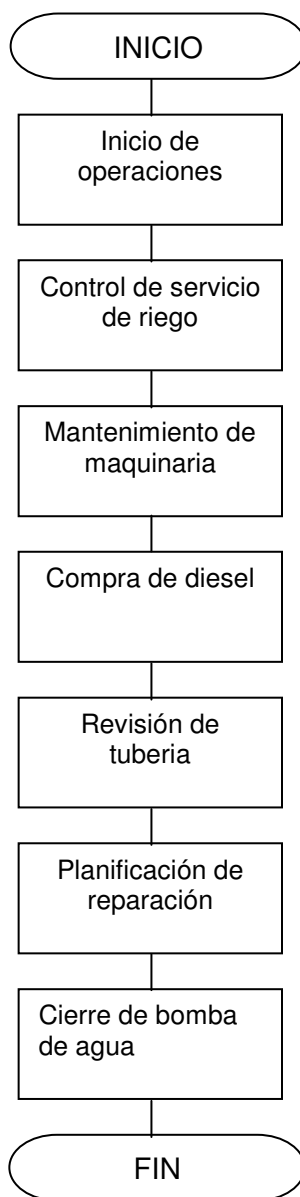 INICIO
Inicio de
operaciones
Control de servicio
de riego
Mantenimiento de
maquinaria
Compra de diesel
Revisión de
tuberia
Planificación de
reparación
Cierre de bomba
de agua
FIN